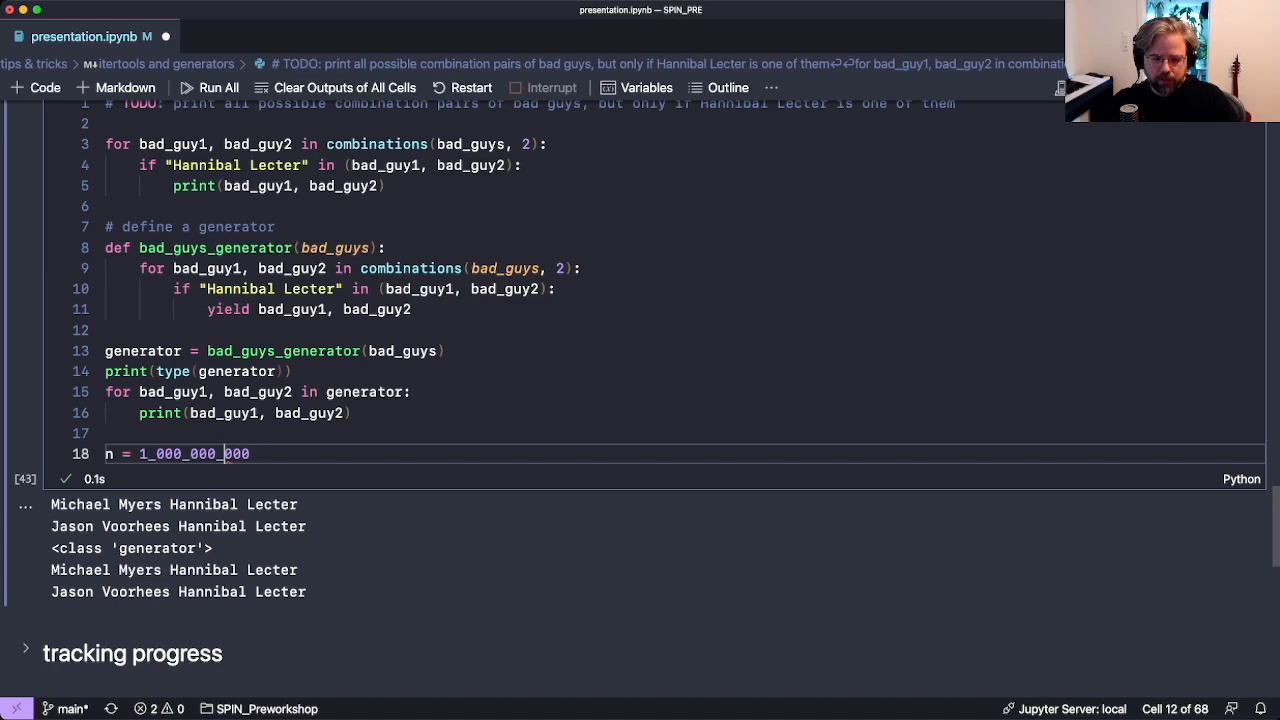 presentation.ipynb — SPIN_PRE
presentation.ipynb M
tips & tricks > M↓itertools and generators > # TODO: print all possible combination pairs of bad guys, but only if Hannibal Lecter is one of them↵↵for bad_guy1, bad_guy2 in combinatio
+ Code + Markdown Run All Clear Outputs of All Cells Restart Interrupt Variables Outline ...
1 # TODO: print all possible combination pairs of bad guys, but only if Hannibal Lecter is one of them
2
3 for bad_guy1, bad_guy2 in combinations(bad_guys, 2):
4 if "Hannibal Lecter" in (bad_guy1, bad_guy2):
5 print(bad_guy1, bad_guy2)
6
7 # define a generator
8 def bad_guys_generator(bad_guys):
9 for bad_guy1, bad_guy2 in combinations(bad_guys, 2):
10 if "Hannibal Lecter" in (bad_guy1, bad_guy2):
11 yield bad_guy1, bad_guy2
12
13 generator = bad_guys_generator(bad_guys)
14 print(type(generator))
15 for bad_guy1, bad_guy2 in generator:
16 print(bad_guy1, bad_guy2)
17
18 n = 1_000_000_000
[43] ✓ 0.1s Python
... Michael Myers Hannibal Lecter
Jason Voorhees Hannibal Lecter
<class 'generator'>
Michael Myers Hannibal Lecter
Jason Voorhees Hannibal Lecter
> tracking progress
main* 2 0 SPIN_Preworkshop Jupyter Server: local Cell 12 of 68